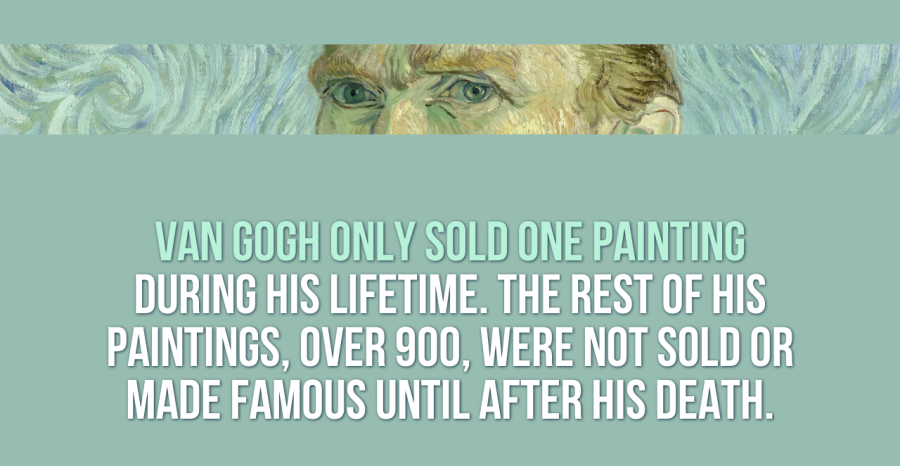 VAN GOGH ONLY SOLD ONE PAINTING
DURING HIS LIFETIME. THE REST OF HIS
PAINTINGS, OVER 900, WERE NOT SOLD OR
MADE FAMOUS UNTIL AFTER HIS DEATH.